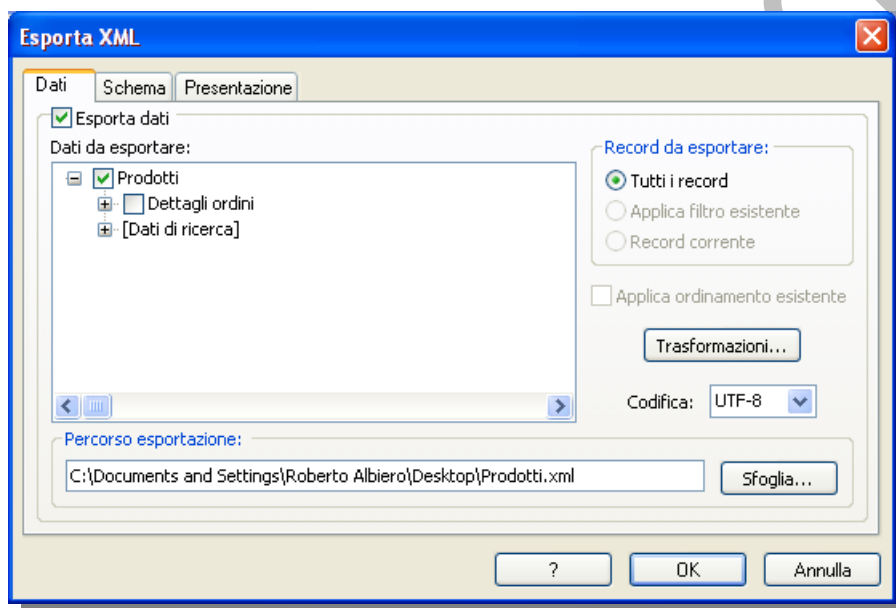 Esporta XML
Dati Schema Presentazione
Esporta dati
Dati da esportare:
Prodotti
Dettagli ordini
[Dati di ricerca]
Record da esportare:
Tutti i record
Applica filtro esistente
Record corrente
Applica ordinamento esistente
Trasformazioni...
Codifica: UTF-8
Percorso esportazione:
C:\Documents and Settings\Roberto Albiero\Desktop\Prodotti.xml Sfoglia...
? OK Annulla